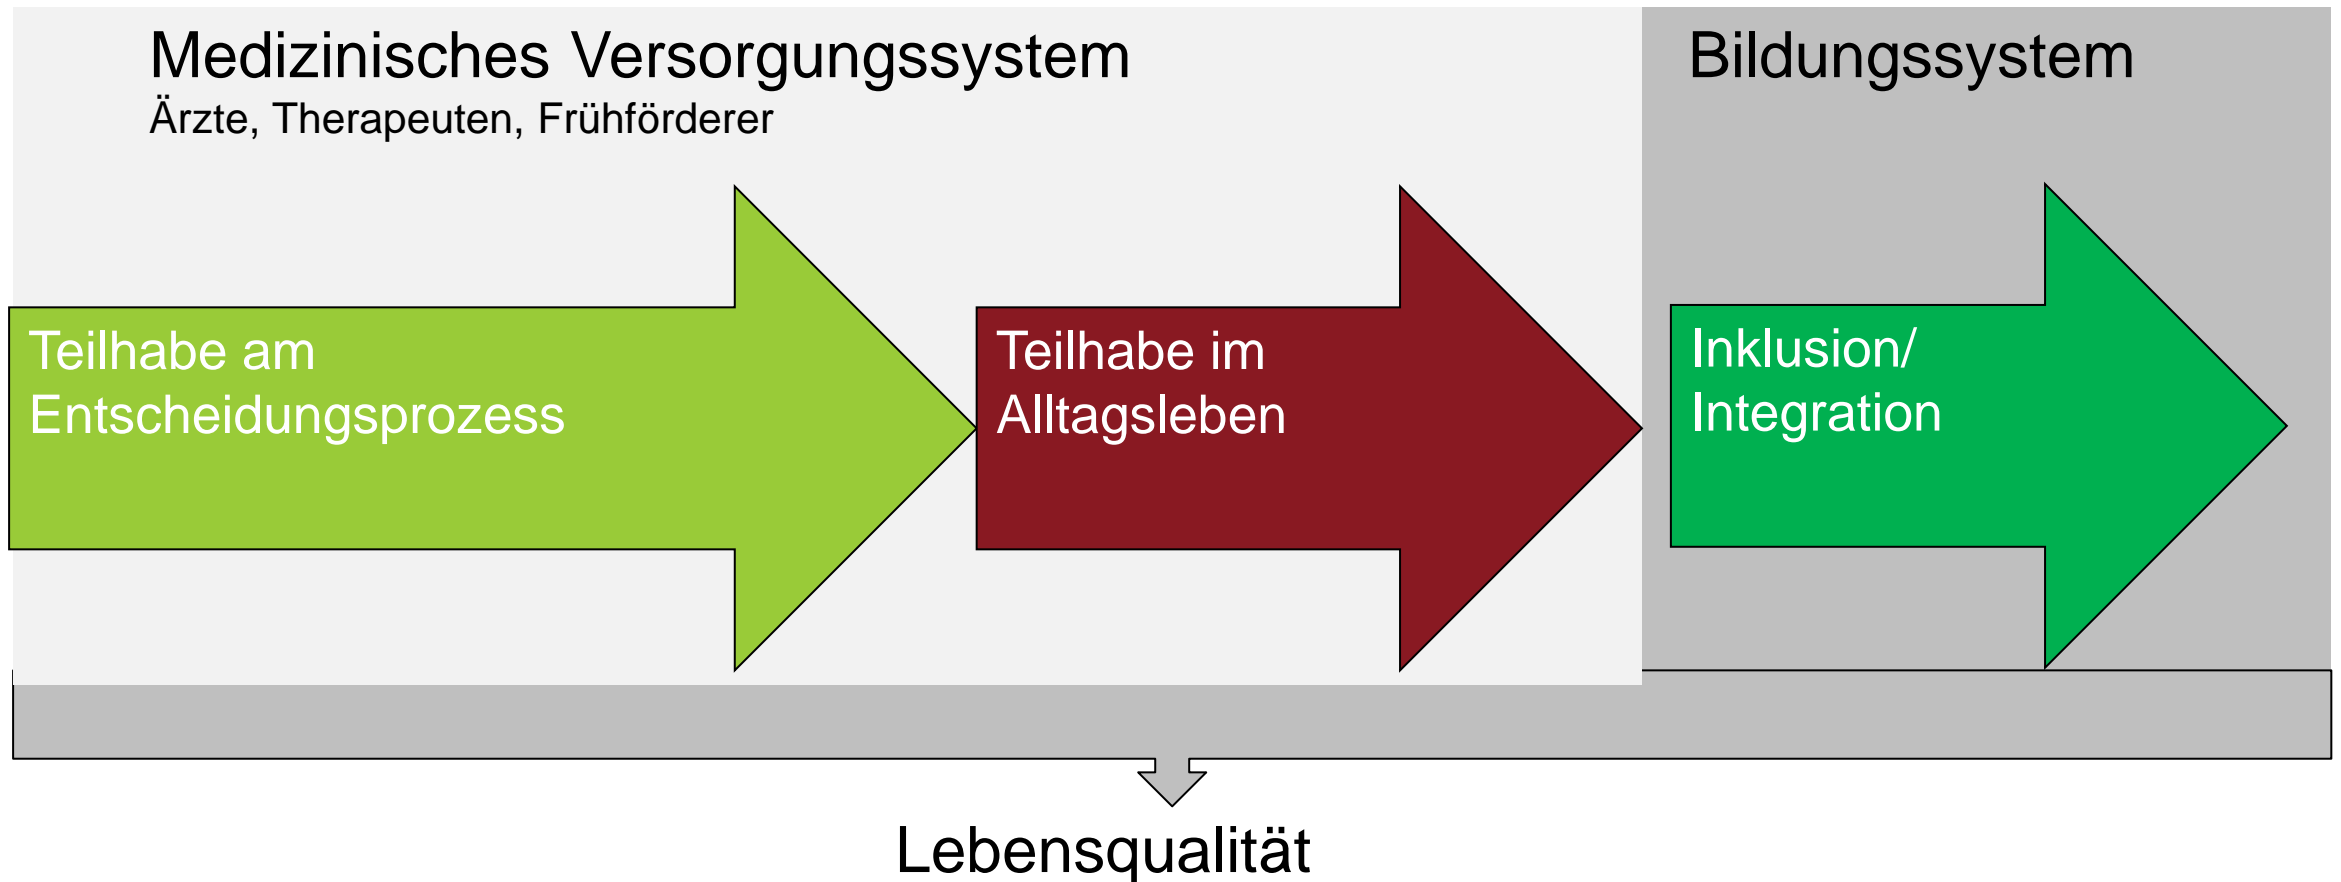 Medizinisches Versorgungssystem
Ärzte, Therapeuten, Frühförderer
Bildungssystem
Teilhabe am
Entscheidungsprozess
Teilhabe im
Alltagsleben
Inklusion/
Integration
Lebensqualität